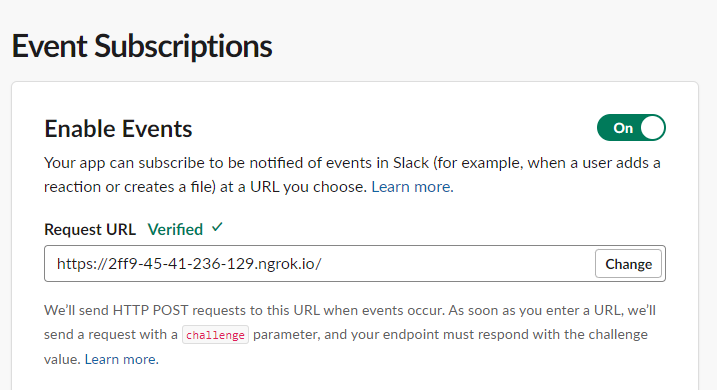 Event Subscriptions
Enable Events
On
Your app can subscribe to be notified of events in Slack (for example, when a user adds a
reaction or creates a file) at a URL you choose. Learn more.
Request URL Verified ✓
https://2ff9-45-41-236-129.ngrok.io/
Change
We’ll send HTTP POST requests to this URL when events occur. As soon as you enter a URL, we’ll
send a request with a challenge parameter, and your endpoint must respond with the challenge
value. Learn more.